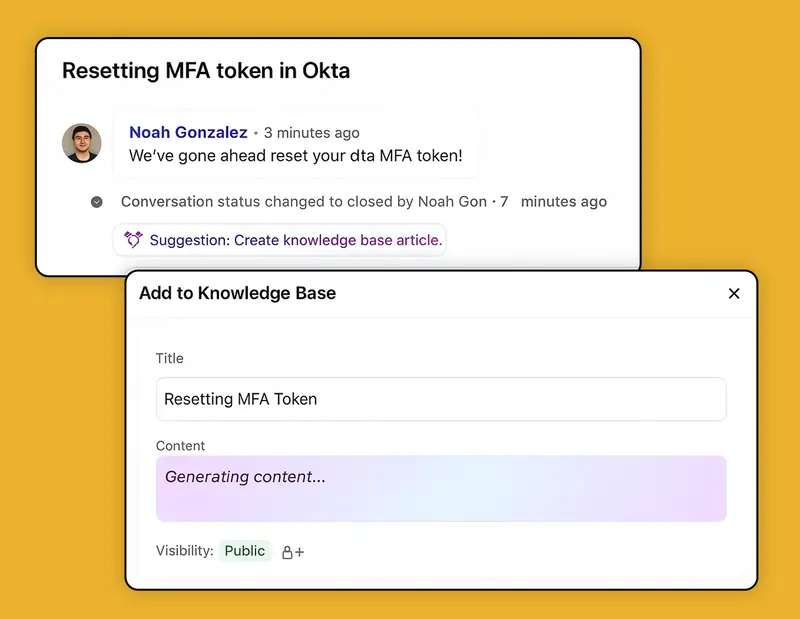 Resetting MFA token in Okta
Noah Gonzalez • 3 minutes ago
We’ve gone ahead reset your dta MFA token!
Conversation status changed to closed by Noah Gon • 7 minutes ago
Suggestion: Create knowledge base article.
Add to Knowledge Base
Title
Resetting MFA Token
Content
Generating content...
Visibility: Public